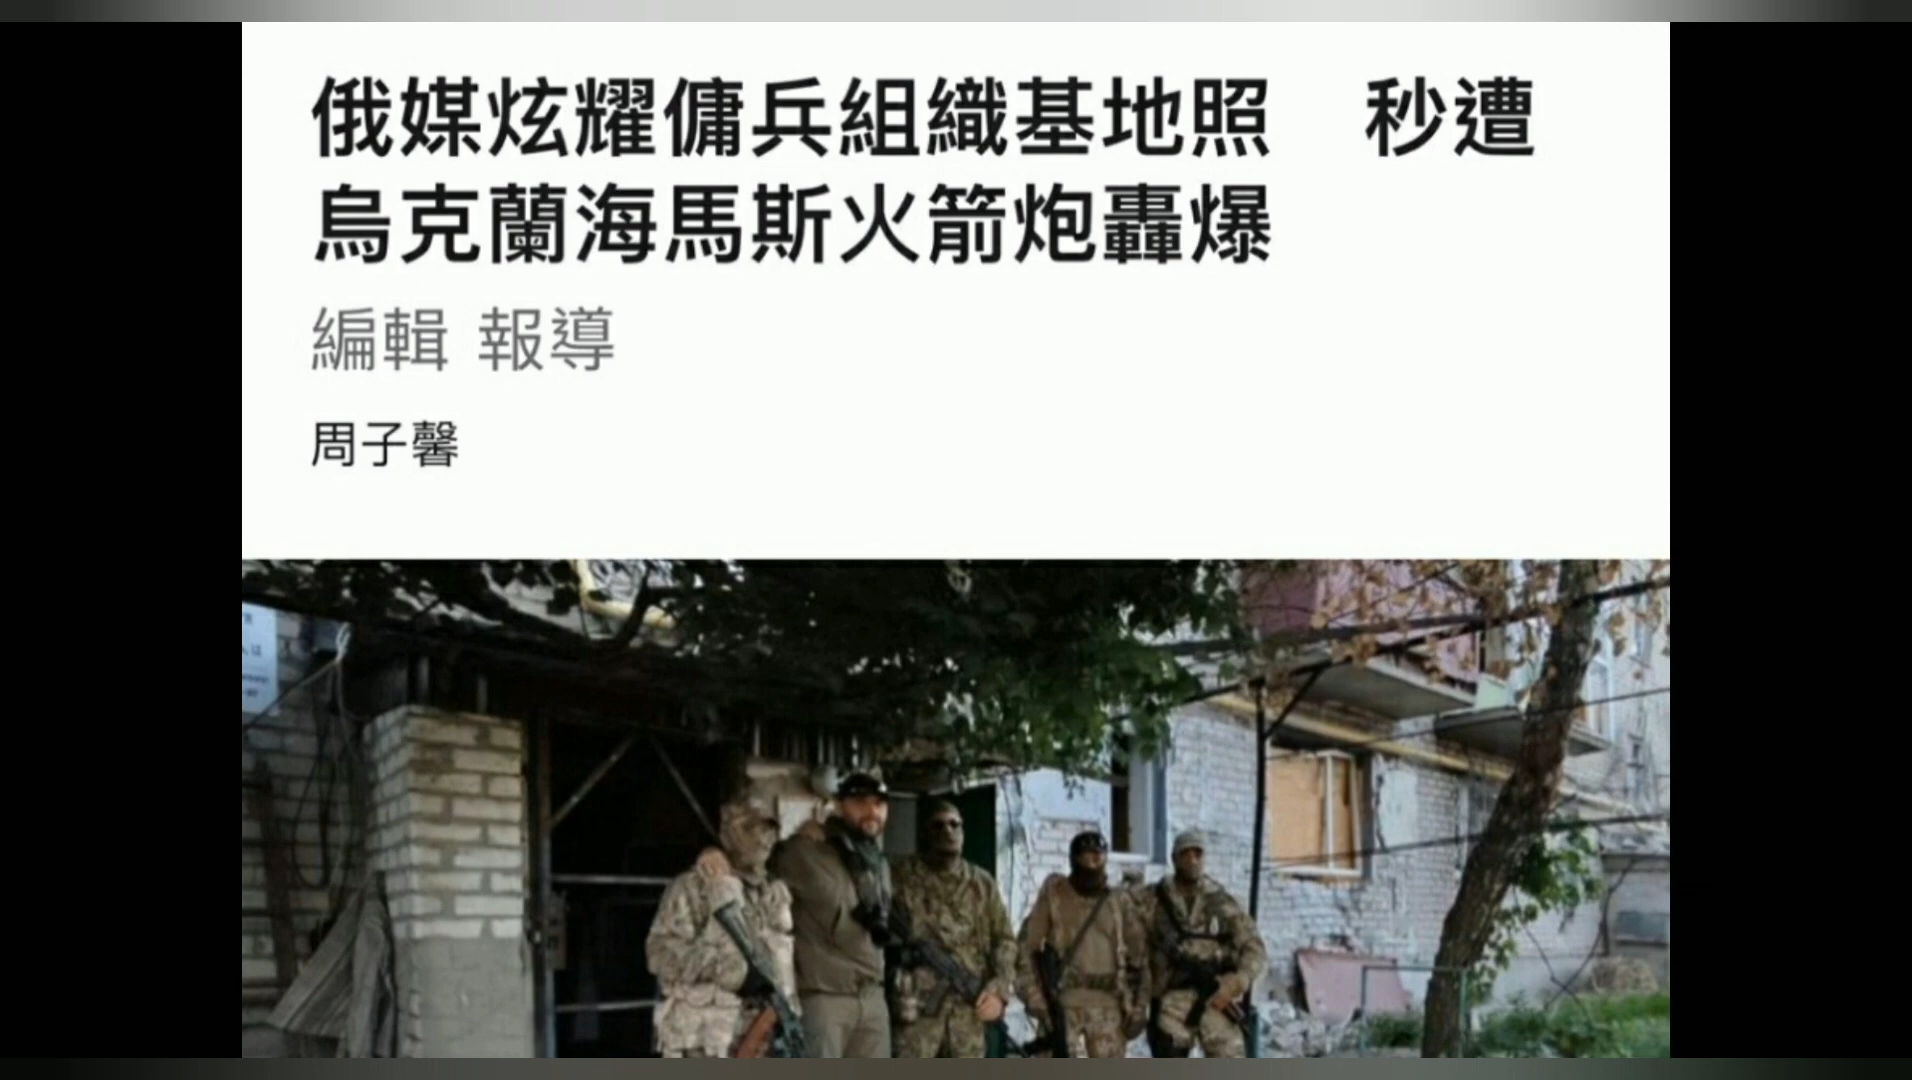 俄媒炫耀傭兵組織基地照　秒遭
烏克蘭海馬斯火箭炮轟爆
編輯 報導
周子馨